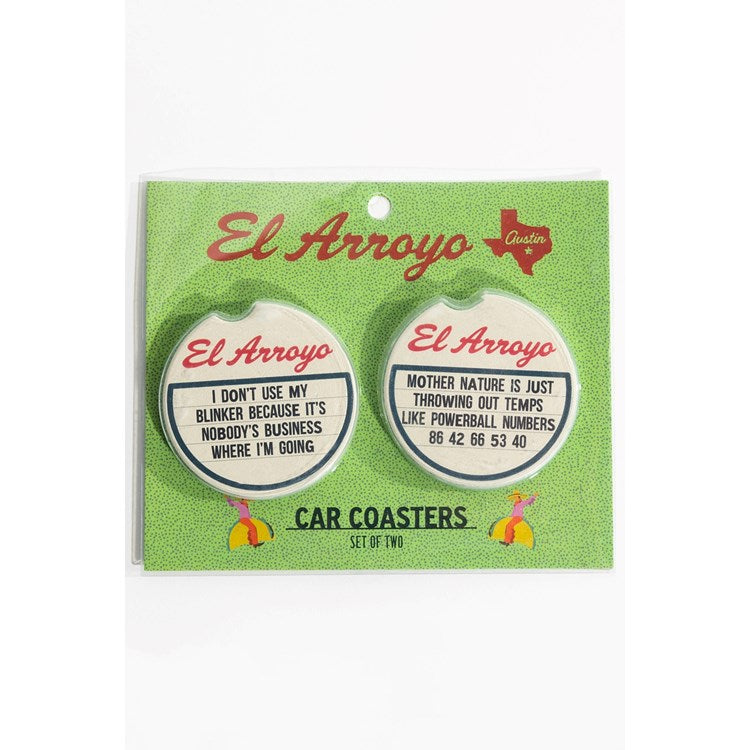 El Arroyo
Austin
El Arroyo
I DON'T USE MY
BLINKER BECAUSE IT'S
NOBODY'S BUSINESS
WHERE I'M GOING
El Arroyo
MOTHER NATURE IS JUST
THROWING OUT TEMPS
LIKE POWERBALL NUMBERS
86 42 66 53 40
CAR COASTERS
SET OF TWO